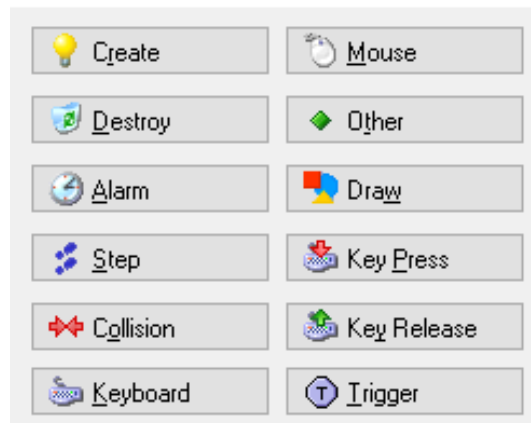 Create
Mouse
Destroy
Other
Alarm
Draw
Step
Key Press
Collision
Key Release
Keyboard
T Trigger